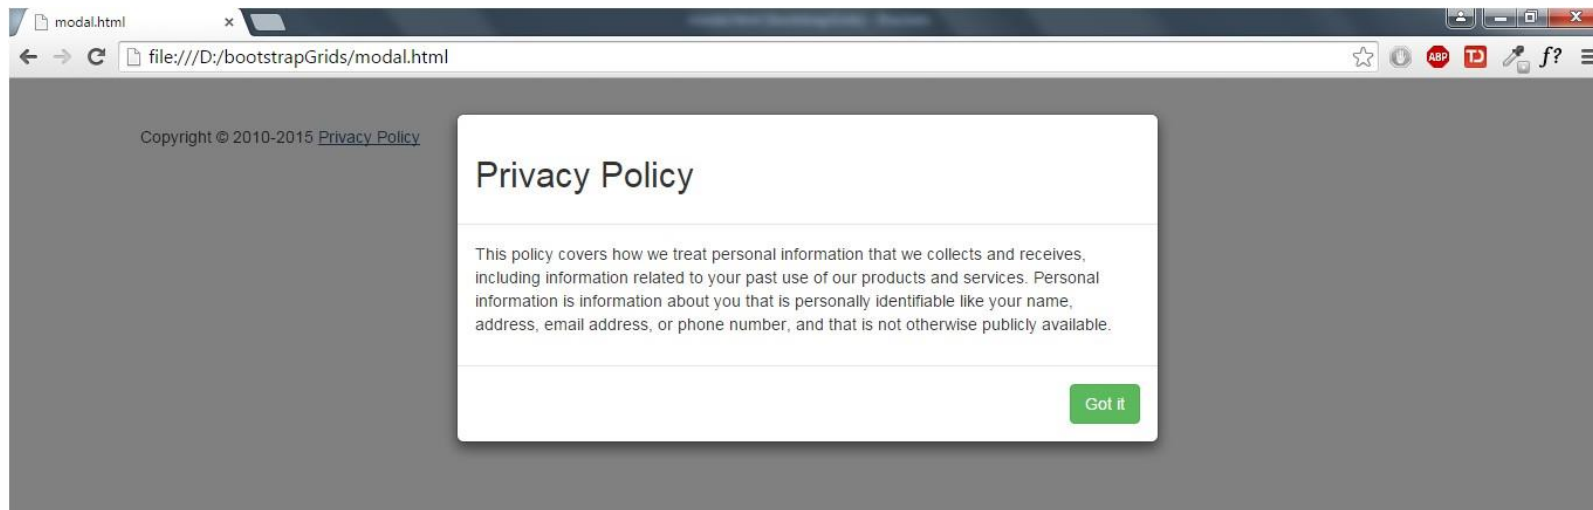 modal.html
file:///D:/bootstrapGrids/modal.html
ABP
f?
Copyright © 2010-2015 Privacy Policy
Privacy Policy
This policy covers how we treat personal information that we collects and receives,
including information related to your past use of our products and services. Personal
information is information about you that is personally identifiable like your name,
address, email address, or phone number, and that is not otherwise publicly available.
Got it